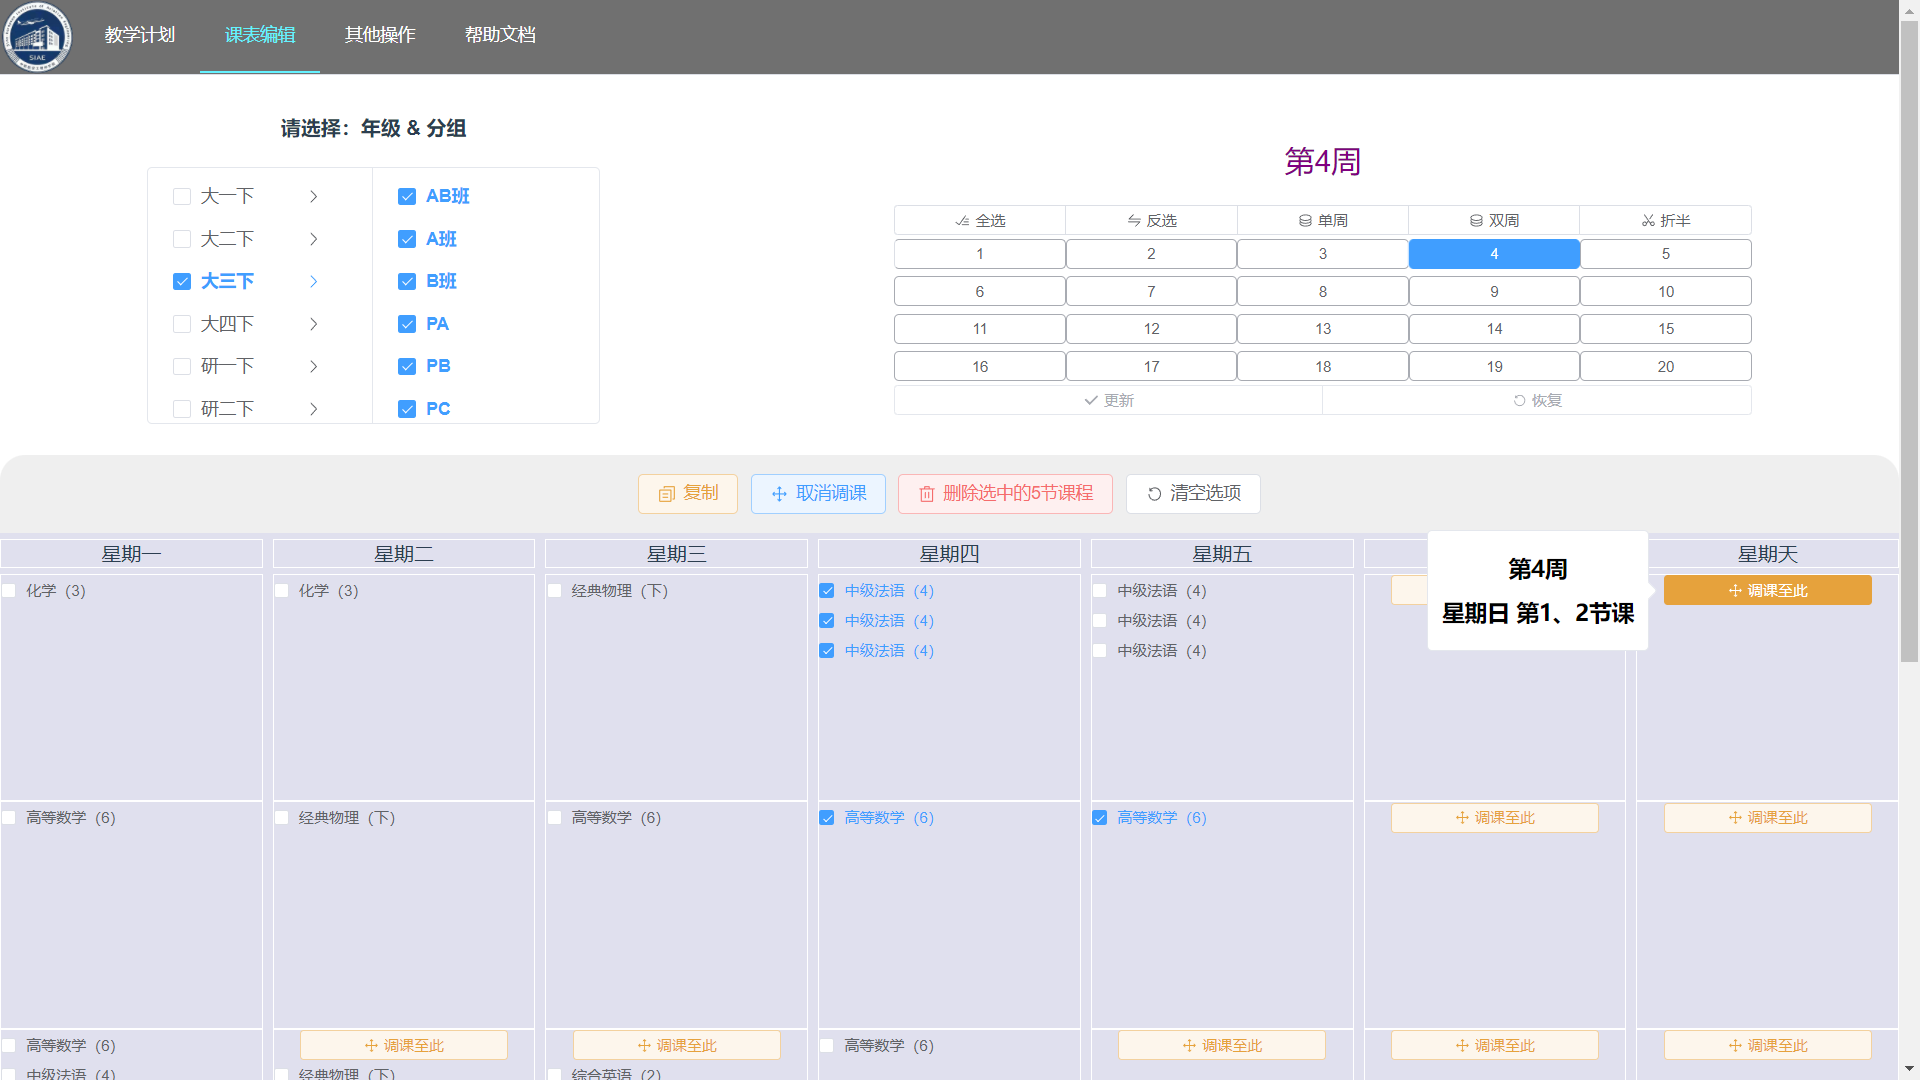 SIAE
教学计划 课表编辑 其他操作 帮助文档
请选择：年级 & 分组
大一下
大二下
大三下
大四下
研一下
研二下
AB班
A班
B班
PA
PB
PC
第4周
全选 反选 单周 双周 折半
1 2 3 4 5
6 7 8 9 10
11 12 13 14 15
16 17 18 19 20
更新 恢复
复制 取消调课 删除选中的5节课程 清空选项
星期一 星期二 星期三 星期四 星期五 星期天
第4周
星期日 第1、2节课
化学 (3) 化学 (3) 经典物理 (下) 中级法语 (4) 中级法语 (4) 调课至此
中级法语 (4) 中级法语 (4)
中级法语 (4) 中级法语 (4)
高等数学 (6) 经典物理 (下) 高等数学 (6) 高等数学 (6) 高等数学 (6) 调课至此 调课至此
高等数学 (6) 调课至此 调课至此 高等数学 (6) 调课至此 调课至此 调课至此
中级法语 (4) 经典物理 (下) 综合英语 (2)